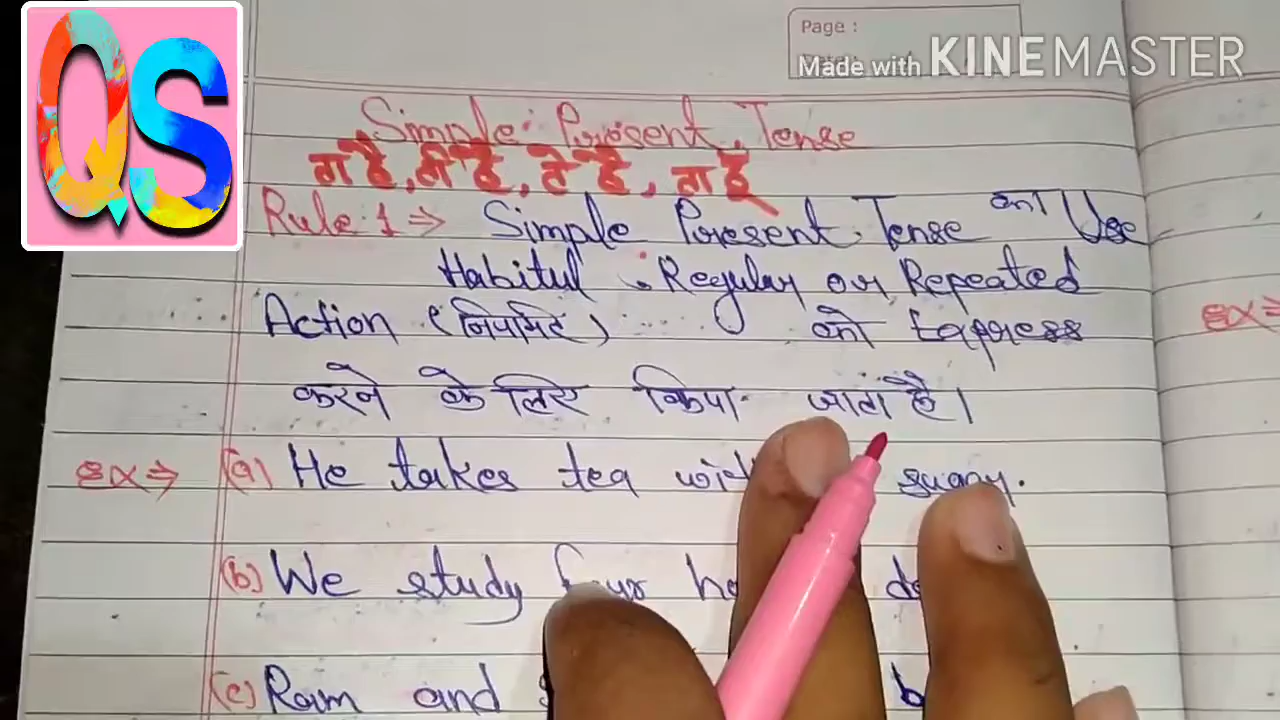 QS
Page :
Made with KINEMASTER
Simple Present Tense
ता है, ती है, ते है, ता हूँ
Rule 1 ⇒ Simple Present Tense का Use
Habitul Regular or Repeated
Action (नियमित) को Express
करने के लिए किया जाता है।
ex ⇒ (a) He takes tea
(b) We study four
(c) Ram and
ex ⇒